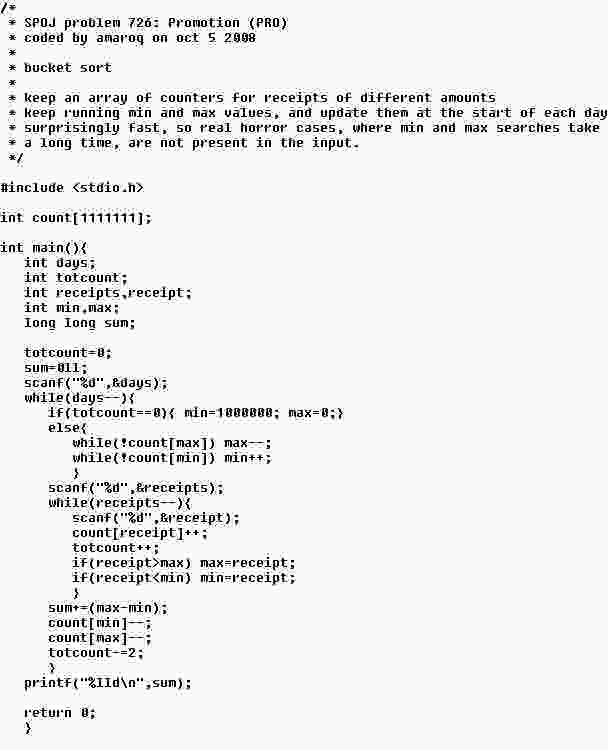 /*
 * SPOJ problem 726: Promotion (PRO)
 * coded by amaroq on oct 5 2008
 *
 * bucket sort
 *
 * keep an array of counters for receipts of different amounts
 * keep running min and max values, and update them at the start of each day
 * surprisingly fast, so real horror cases, where min and max searches take
 * a long time, are not present in the input.
 */

#include <stdio.h>

int count[1111111];

int main(){
   int days;
   int totcount;
   int receipts,receipt;
   int min,max;
   long long sum;

   totcount=0;
   sum=0ll;
   scanf("%d",&days);
   while(days--){
      if(totcount==0){ min=1000000; max=0;}
      else{
         while(!count[max]) max--;
         while(!count[min]) min++;
         }
      scanf("%d",&receipts);
      while(receipts--){
         scanf("%d",&receipt);
         count[receipt]++;
         totcount++;
         if(receipt>max) max=receipt;
         if(receipt<min) min=receipt;
         }
      sum+=(max-min);
      count[min]--;
      count[max]--;
      totcount-=2;
      }
   printf("%lld\n",sum);

   return 0;
   }